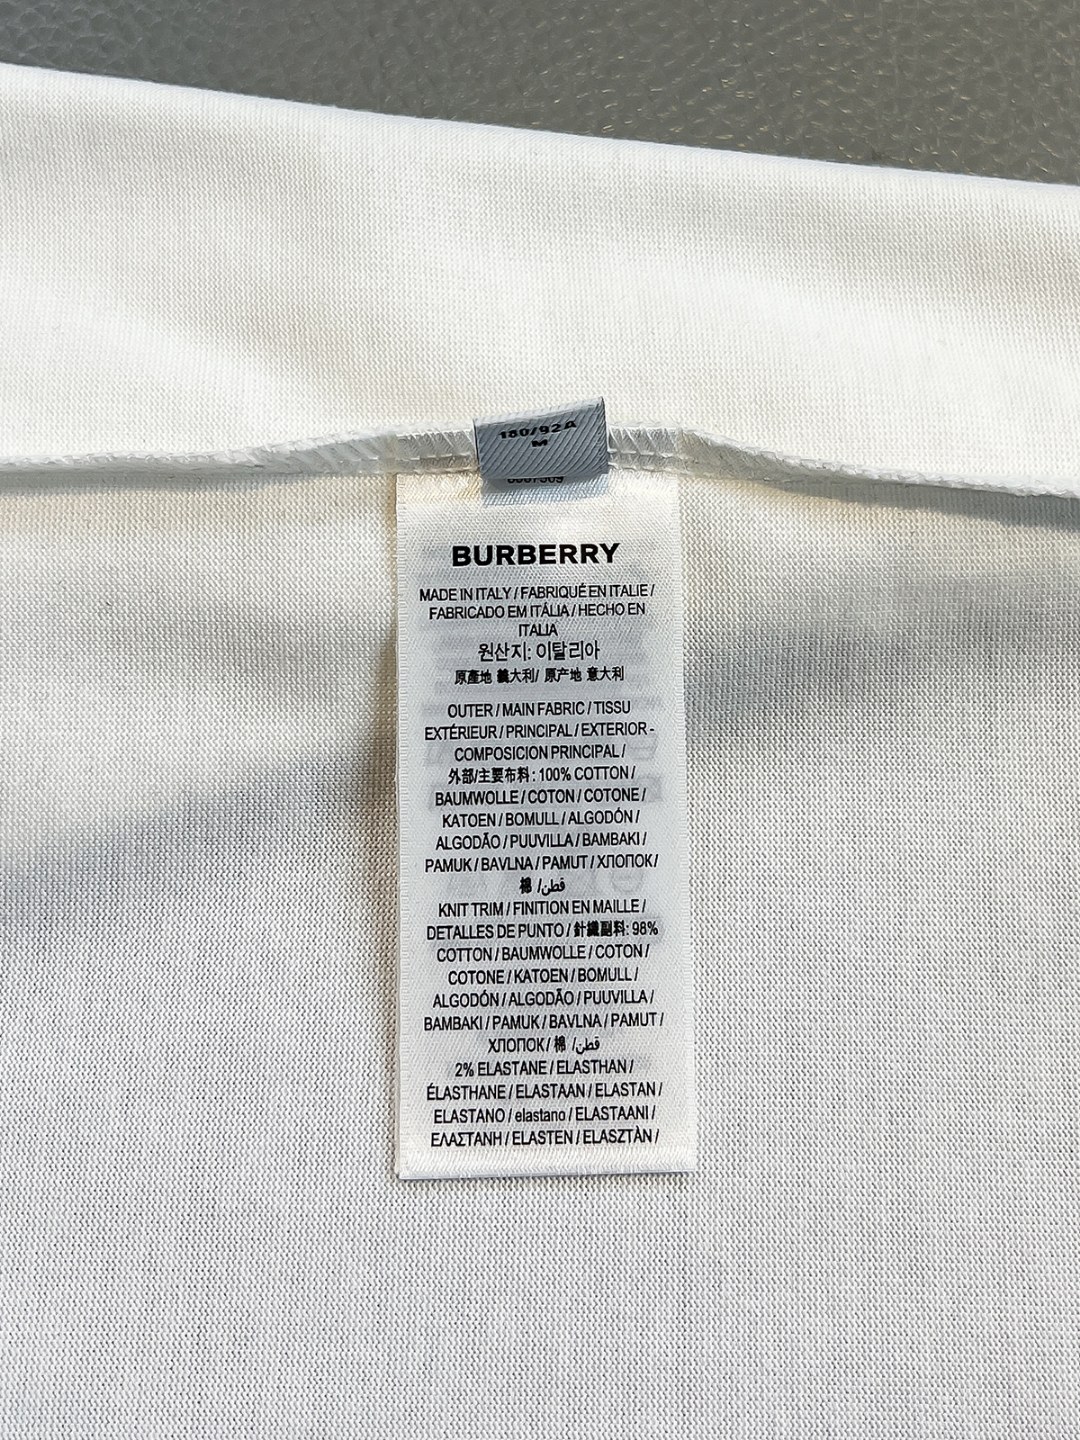 180/92A
M
BURBERRY
MADE IN ITALY / FABRIQUÉ EN ITALIE /
FABRICADO EM ITÁLIA / HECHO EN
ITALIA
원산지: 이탈리아
原產地 義大利/ 原产地 意大利
OUTER / MAIN FABRIC / TISSU
EXTÉRIEUR / PRINCIPAL / EXTERIOR -
COMPOSICION PRINCIPAL /
外部/主要布料: 100% COTTON /
BAUMWOLLE / COTON / COTONE /
KATOEN / BOMULL / ALGODÓN /
ALGODÃO / PUUVILLA / BAMBAKI /
PAMUK / BAVLNA / PAMUT / ХЛОПОК /
棉 /قطن/
KNIT TRIM / FINITION EN MAILLE /
DETALLES DE PUNTO / 針織副料: 98%
COTTON / BAUMWOLLE / COTON /
COTONE / KATOEN / BOMULL /
ALGODÓN / ALGODÃO / PUUVILLA /
BAMBAKI / PAMUK / BAVLNA / PAMUT /
ХЛОПОК / 棉 /قطن/
2% ELASTANE / ELASTHAN /
ÉLASTHANE / ELASTAAN / ELASTAN /
ELASTANO / elastano / ELASTAANI /
ΕΛΑΣΤΑΝΗ / ELASTEN / ELASZTÀN /